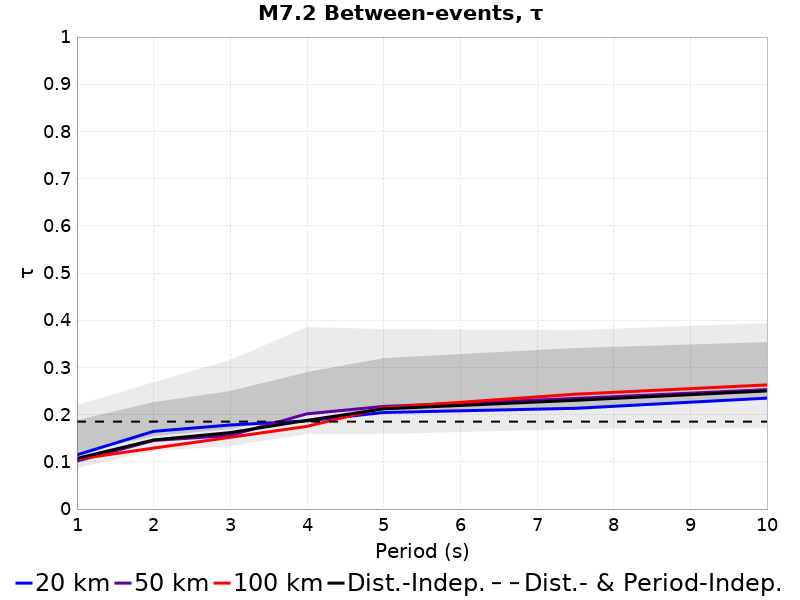 M7.2 Between-events, τ
1
0.9
0.8
0.7
0.6
0.5
0.4
0.3
0.2
0.1
0
τ
1 2 3 4 5 6 7 8 9 10
Period (s)
20 km 50 km 100 km Dist.-Indep. Dist.- & Period-Indep.